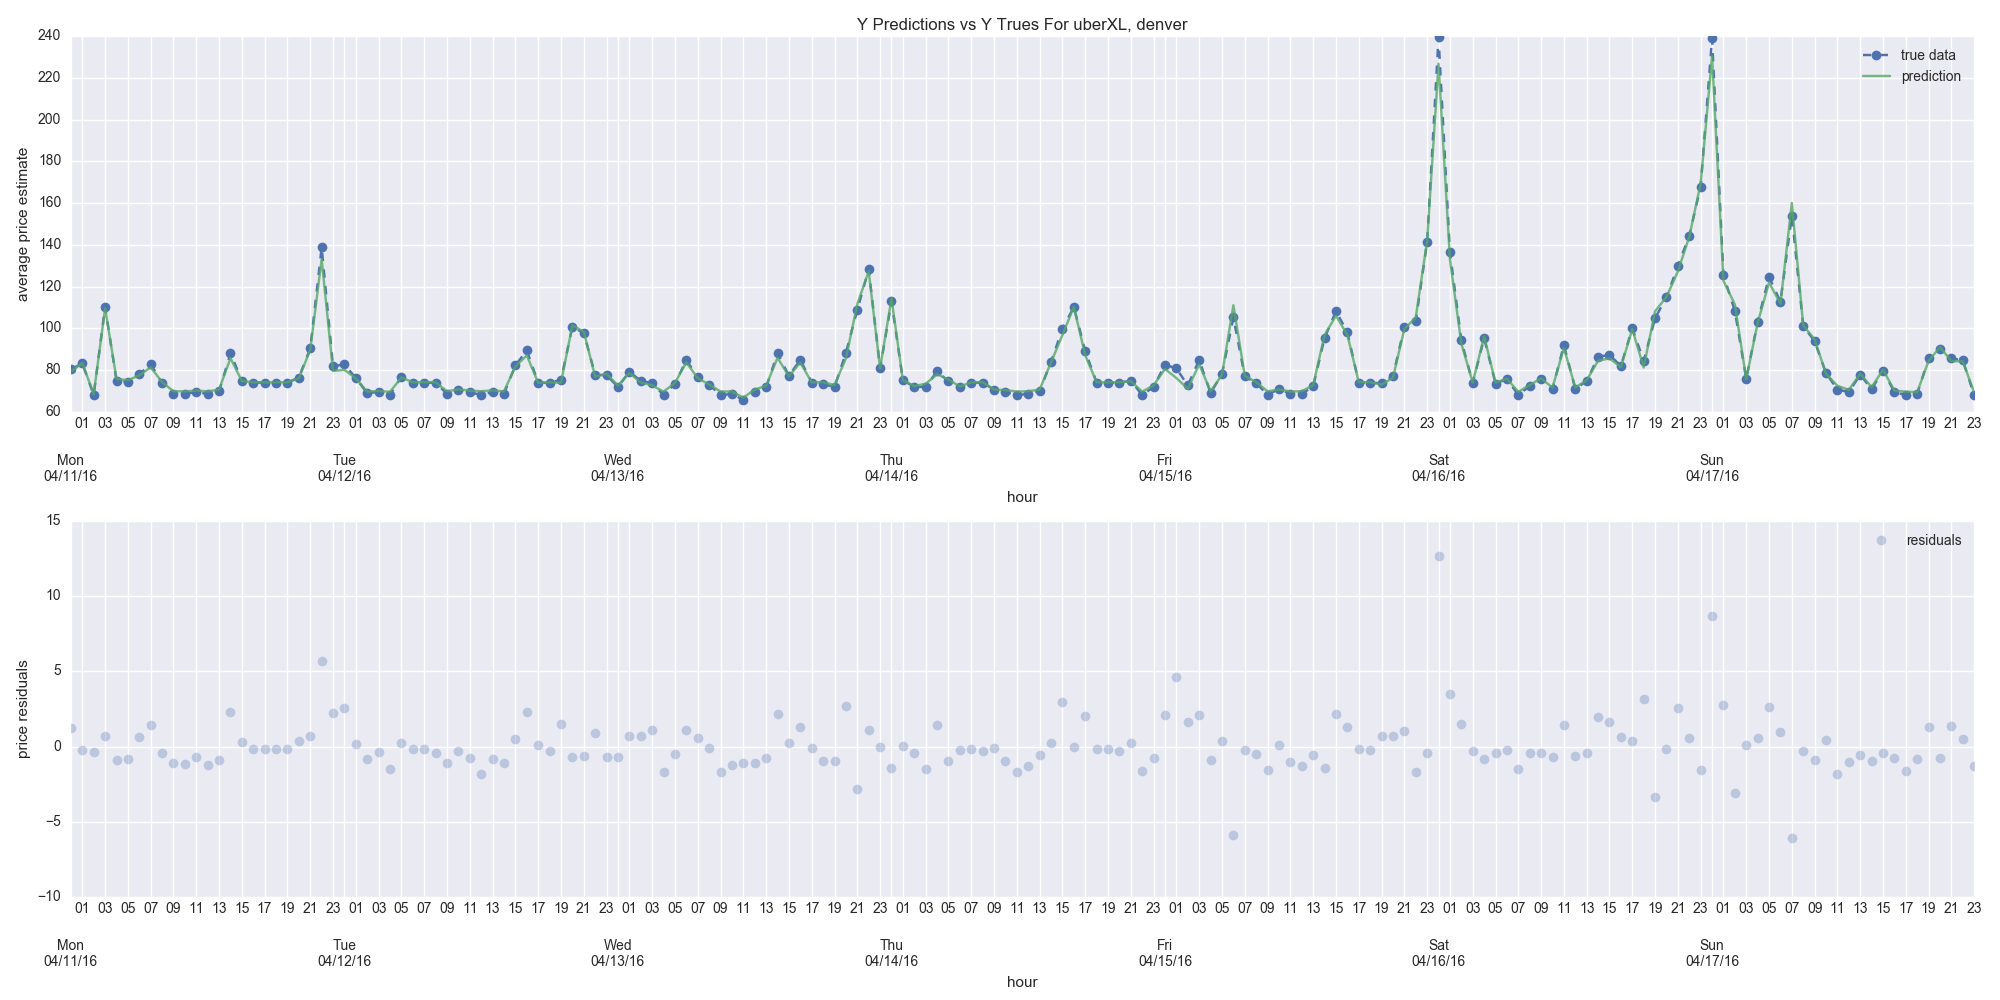 Y Predictions vs Y Trues For uberXL, denver
240
220
200
180
160
140
120
100
80
60
average price estimate
true data
prediction
01 03 05 07 09 11 13 15 17 19 21 23 01 03 05 07 09 11 13 15 17 19 21 23 01 03 05 07 09 11 13 15 17 19 21 23 01 03 05 07 09 11 13 15 17 19 21 23 01 03 05 07 09 11 13 15 17 19 21 23 01 03 05 07 09 11 13 15 17 19 21 23 01 03 05 07 09 11 13 15 17 19 21 23
Mon Tue Wed Thu Fri Sat Sun
04/11/16 04/12/16 04/13/16 04/14/16 04/15/16 04/16/16 04/17/16
hour
15
10
5
0
−5
−10
price residuals
residuals
01 03 05 07 09 11 13 15 17 19 21 23 01 03 05 07 09 11 13 15 17 19 21 23 01 03 05 07 09 11 13 15 17 19 21 23 01 03 05 07 09 11 13 15 17 19 21 23 01 03 05 07 09 11 13 15 17 19 21 23 01 03 05 07 09 11 13 15 17 19 21 23 01 03 05 07 09 11 13 15 17 19 21 23
Mon Tue Wed Thu Fri Sat Sun
04/11/16 04/12/16 04/13/16 04/14/16 04/15/16 04/16/16 04/17/16
hour